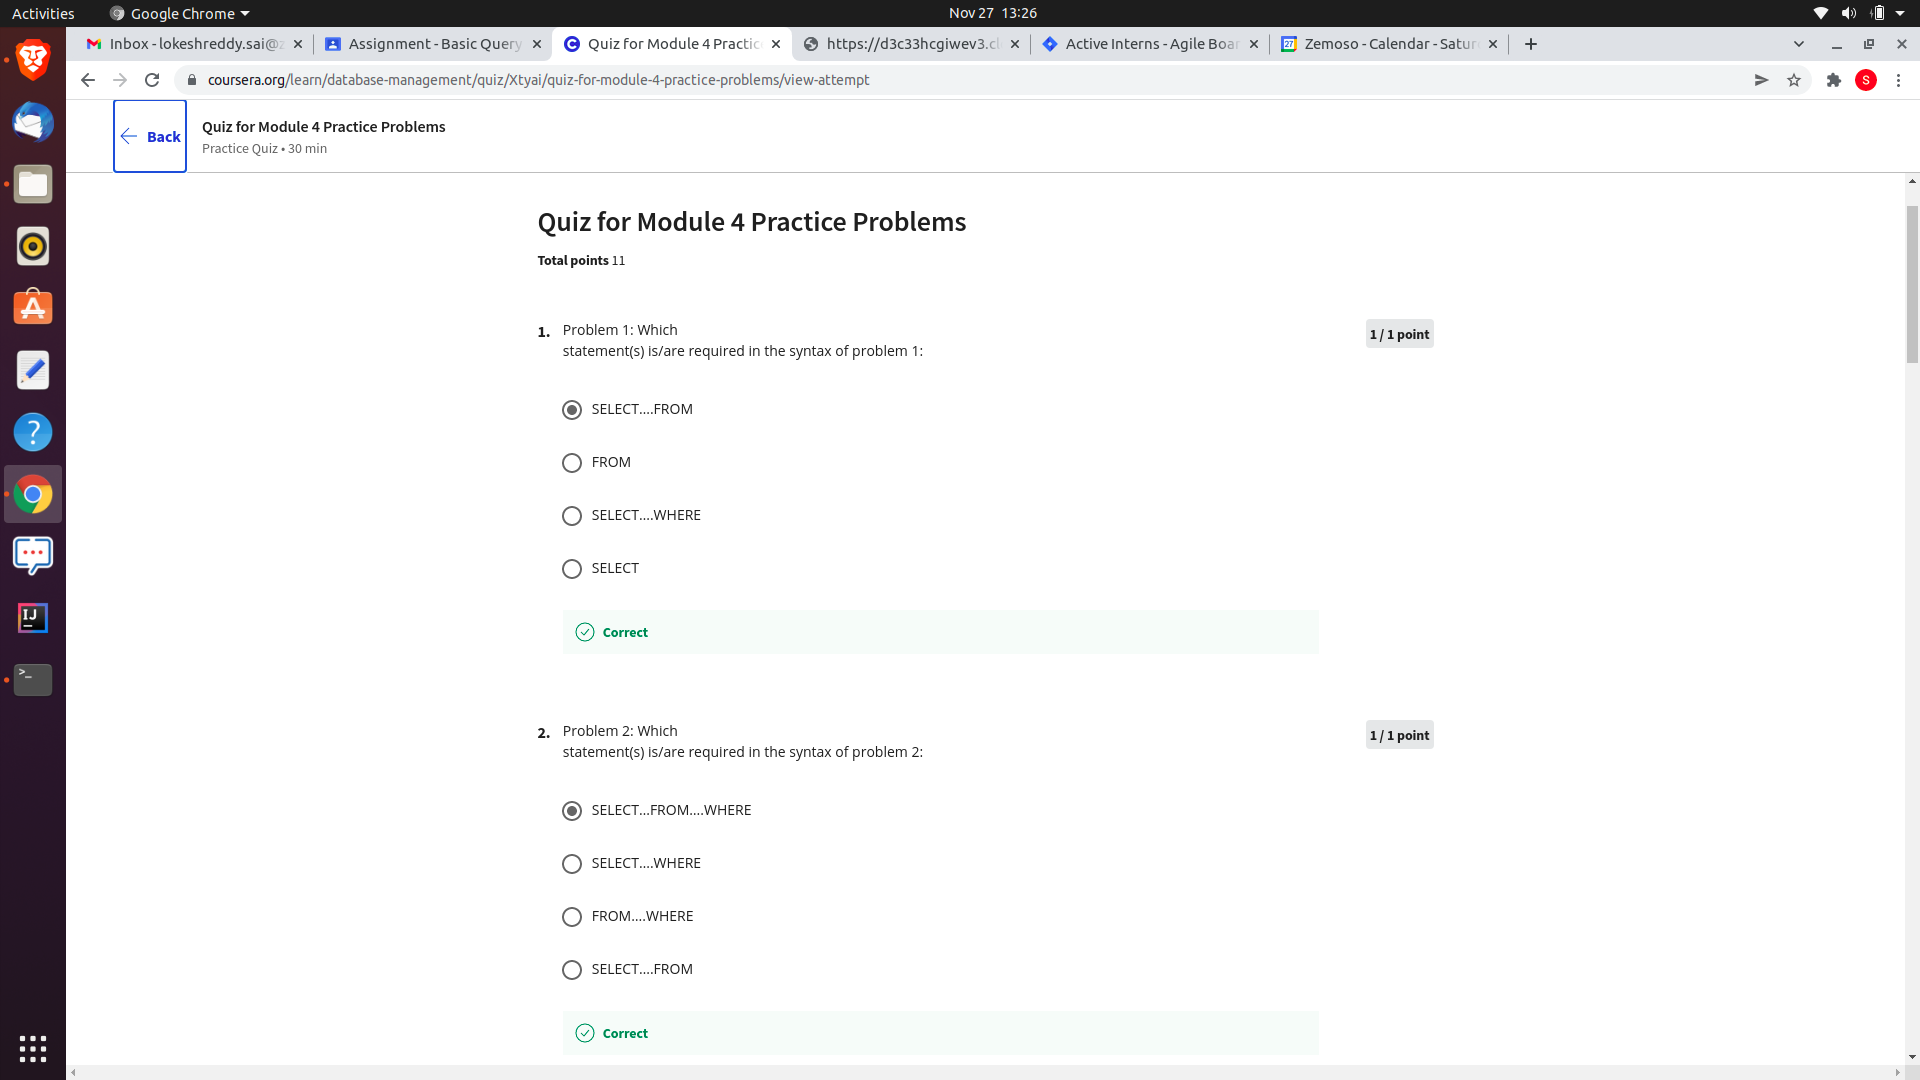 Activities
Google Chrome
Nov 27 13:26
Inbox - lokeshreddy.sai@z
Assignment - Basic Query
Quiz for Module 4 Practic
https://d3c33hcgiwev3.cl
Active Interns - Agile Boar
27
Zemoso - Calendar - Satur
coursera.org/learn/database-management/quiz/Xtyai/quiz-for-module-4-practice-problems/view-attempt
S
Back
Quiz for Module 4 Practice Problems
Practice Quiz • 30 min
Quiz for Module 4 Practice Problems
Total points 11
1. Problem 1: Which
statement(s) is/are required in the syntax of problem 1:
1 / 1 point
SELECT....FROM
FROM
SELECT....WHERE
SELECT
Correct
2. Problem 2: Which
statement(s) is/are required in the syntax of problem 2:
1 / 1 point
SELECT...FROM....WHERE
SELECT....WHERE
FROM....WHERE
SELECT....FROM
Correct
IJ